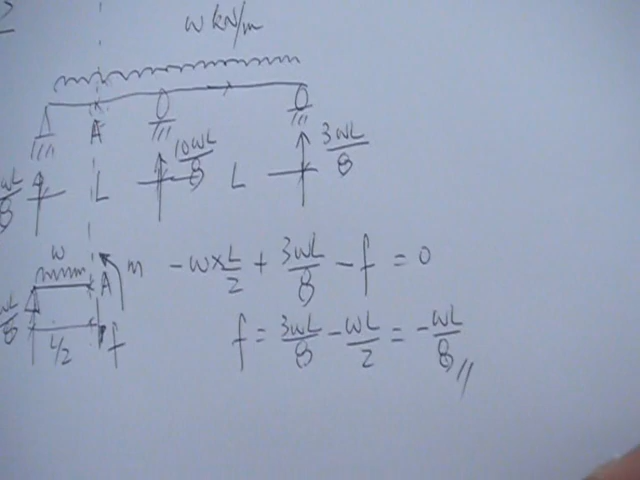 w kN/m
A
10wL/8
3wL/8
wL/8
L
L
w
m
-w×L/2 + 3wL/8 - f = 0
A
wL/8
L/2
f
f = 3wL/8 - wL/2 = -wL/8 //